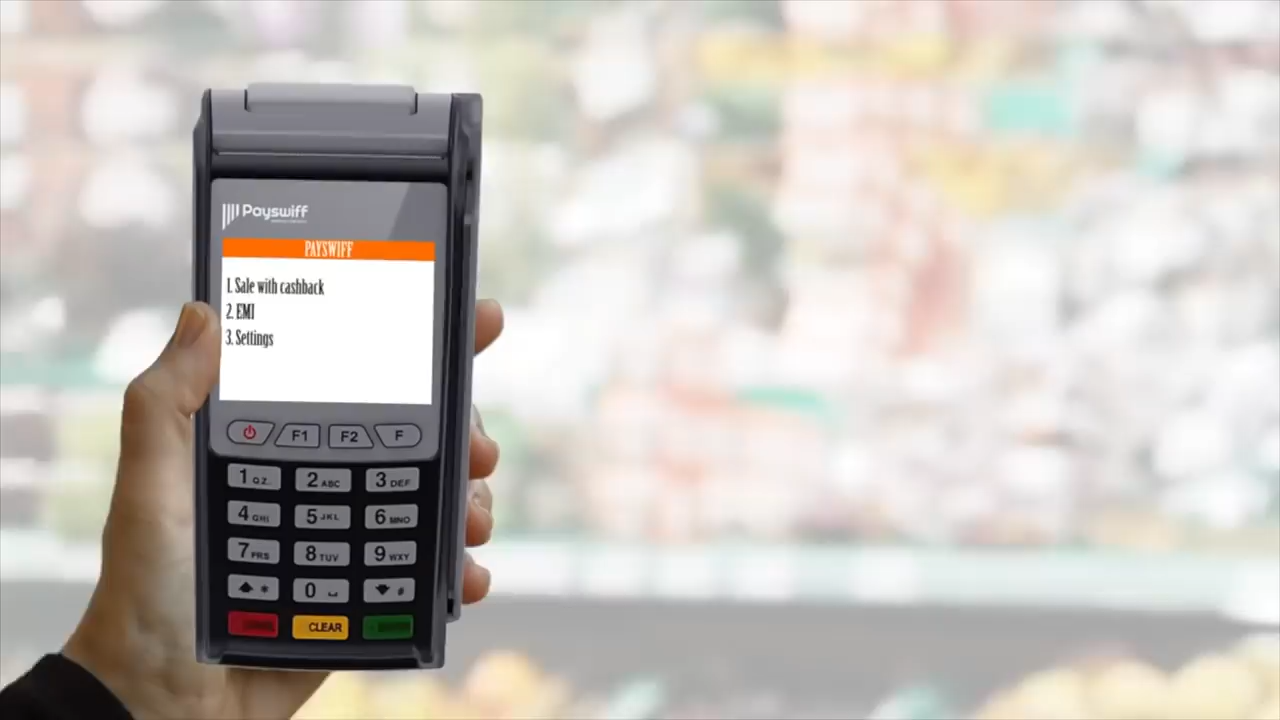 Payswiff
PAYSWIFF
1. Sale with cashback
2. EMI
3. Settings
F1 F2 F
1 QZ. 2 ABC 3 DEF
4 GHI 5 JKL 6 MNO
7 PRS 8 TUV 9 WXY
* 0 #
CLEAR